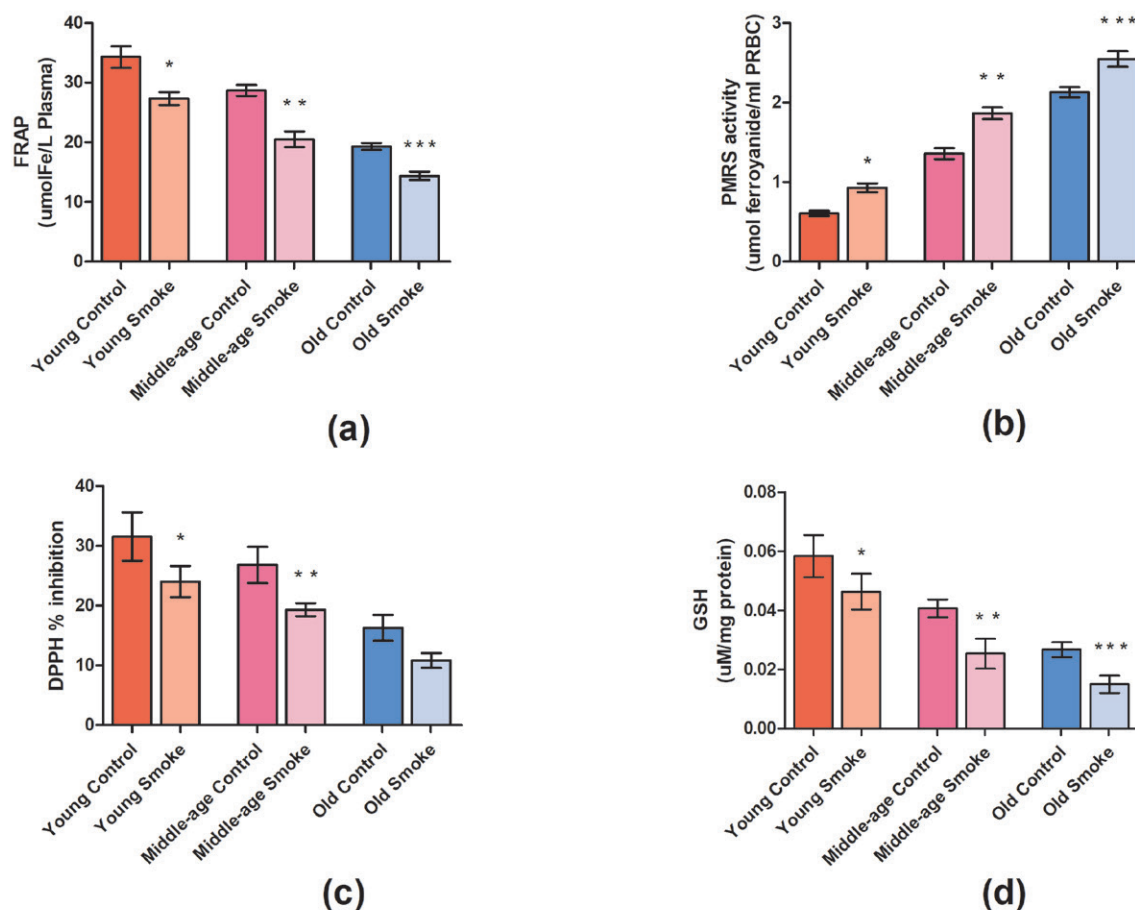 FRAP
(umolFe/L Plasma)
40
30
20
10
0
*
* *
***
Young Control
Young Smoke
Middle-age Control
Middle-age Smoke
Old Control
Old Smoke
(a)
PMRS activity
(umol ferroyanide/ml PRBC)
3
2
1
0
*
* *
***
Young Control
Young Smoke
Middle-age Control
Middle-age Smoke
Old Control
Old Smoke
(b)
DPPH % inhibition
40
30
20
10
0
*
* *
Young Control
Young Smoke
Middle-age Control
Middle-age Smoke
Old Control
Old Smoke
(c)
GSH
(uM/mg protein)
0.08
0.06
0.04
0.02
0.00
*
* *
***
Young Control
Young Smoke
Middle-age Control
Middle-age Smoke
Old Control
Old Smoke
(d)